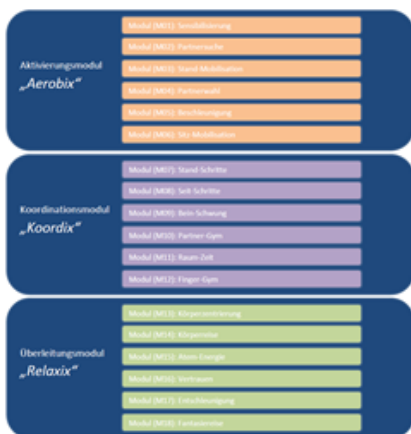 Aktivierungsmodul
„Aerobix“
Modul (M01): Sensibilisierung
Modul (M02): Partnersuche
Modul (M03): Stand-Mobilisation
Modul (M04): Partnerwahl
Modul (M05): Beschleunigung
Modul (M06): Sitz-Mobilisation
Koordinationsmodul
„Koordix“
Modul (M07): Stand-Schritte
Modul (M08): Seit-Schritte
Modul (M09): Bein-Schwung
Modul (M10): Partner-Gym
Modul (M11): Raum-Zeit
Modul (M12): Finger-Gym
Überleitungsmodul
„Relaxix“
Modul (M13): Körperzentrierung
Modul (M14): Körperreise
Modul (M15): Atem-Energie
Modul (M16): Vertrauen
Modul (M17): Entschleunigung
Modul (M18): Fantasiereise